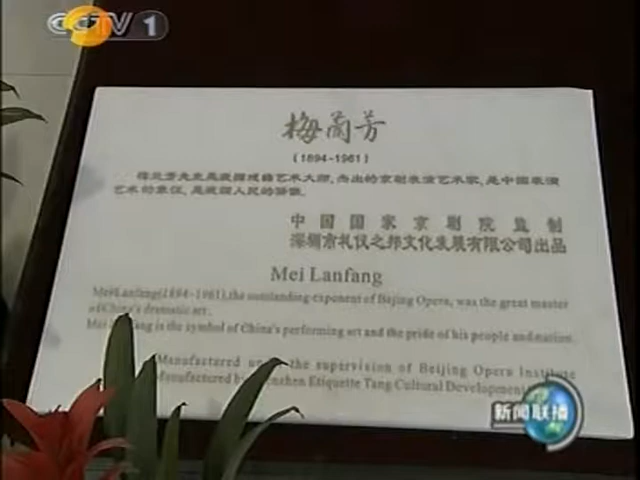 CCTV 1
梅蘭芳
(1894-1961)
梅兰芳先生是我国戏曲艺术大师,杰出的京剧表演艺术家,是中国表演
艺术的象征,是我国人民的骄傲.
中国国家京剧院监制
深圳市礼仪之邦文化发展有限公司出品
Mei Lanfang
Mei Lanfang(1894-1961),the outstanding exponent of Beijing Opera, was the great master
of China's dramatic art .
Mei Lanfang is the symbol of China's performing art and the pride of his people and nation.
Manufactured under the supervision of Beijing Opera Institute
Manufactured by Shenzhen Etiquette Tang Cultural Development
新闻联播